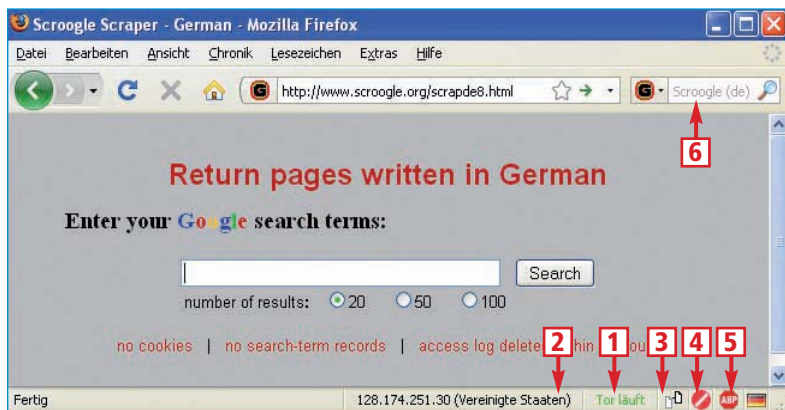 Scroogle Scraper - German - Mozilla Firefox
Datei Bearbeiten Ansicht Chronik Lesezeichen Extras Hilfe
G http://www.scroogle.org/scrapde8.html G Scroogle (de)
6
Return pages written in German
Enter your Google search terms:
Search
number of results: 20 50 100
no cookies | no search-term records | access log delete
2 1 3 4 5
Fertig 128.174.251.30 (Vereinigte Staaten) Tor läuft ABP